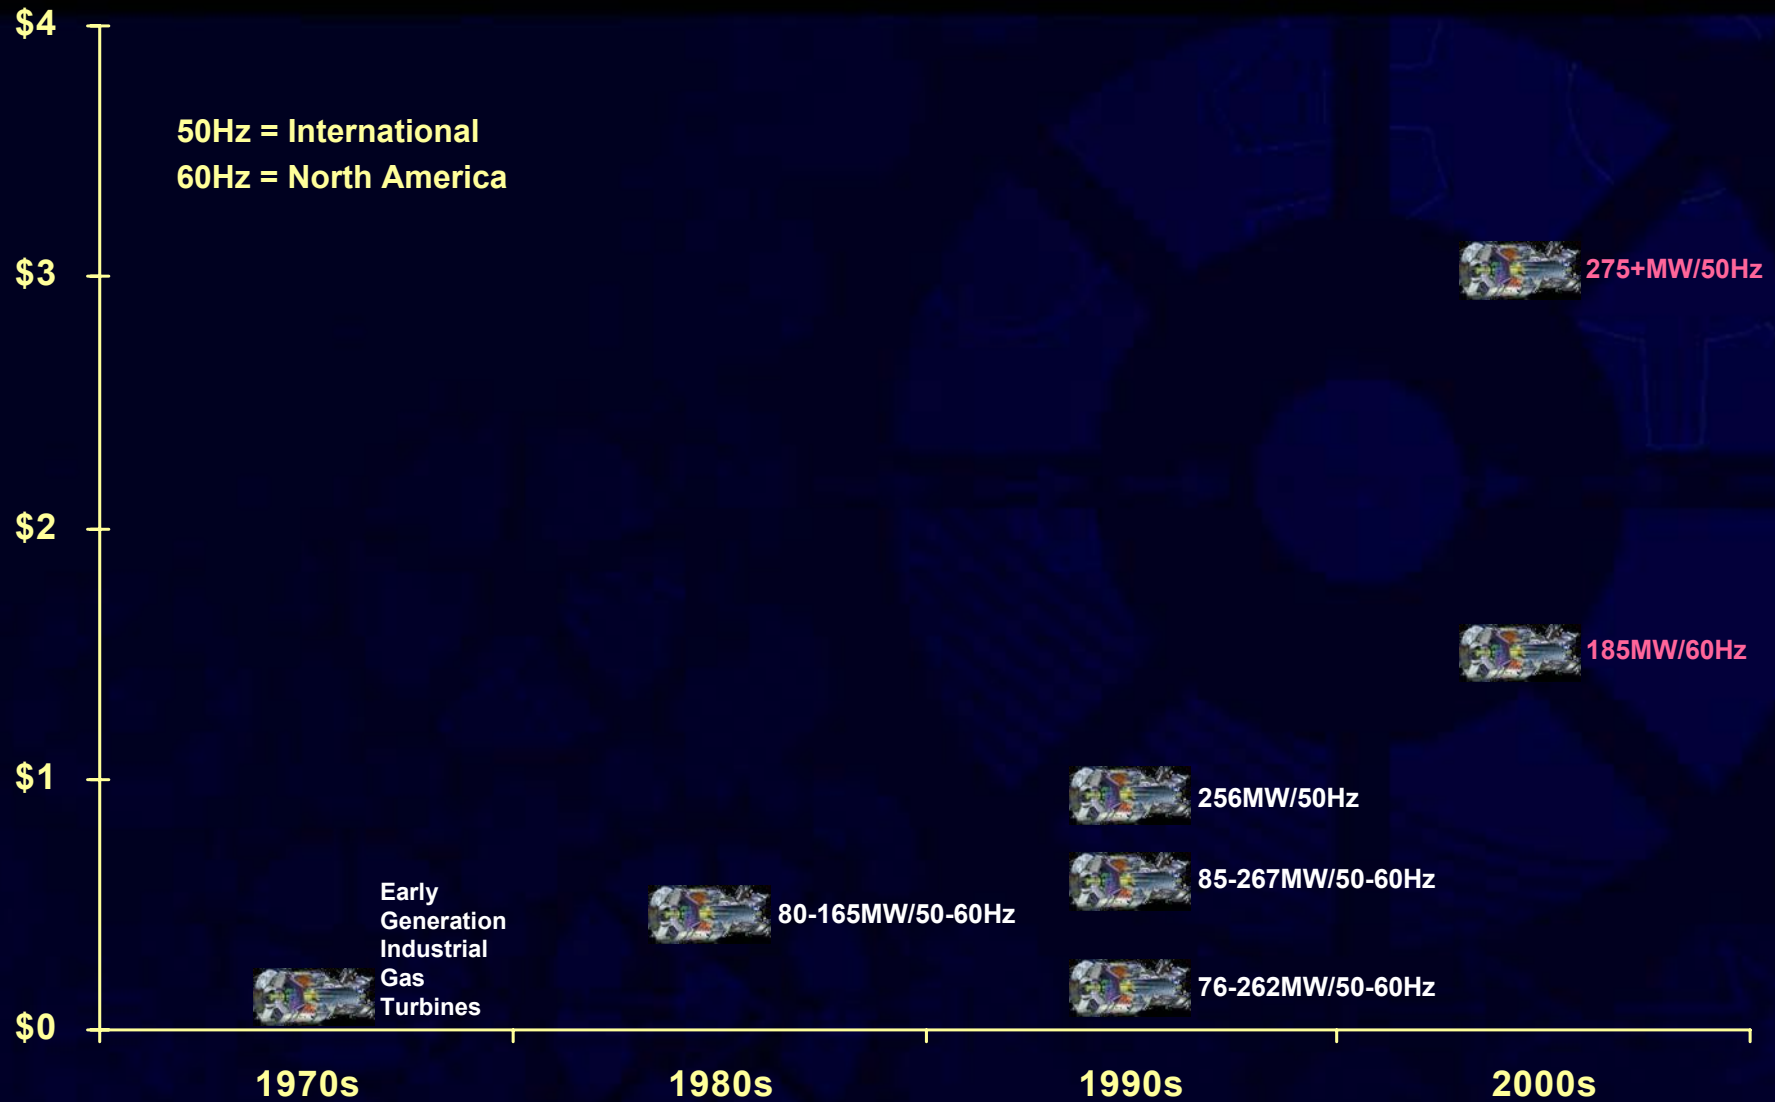 $4
50Hz = International
60Hz = North America
$3
275+MW/50Hz
$2
185MW/60Hz
$1
256MW/50Hz
85-267MW/50-60Hz
80-165MW/50-60Hz
Early
Generation
Industrial
Gas
Turbines
76-262MW/50-60Hz
$0
1970s
1980s
1990s
2000s